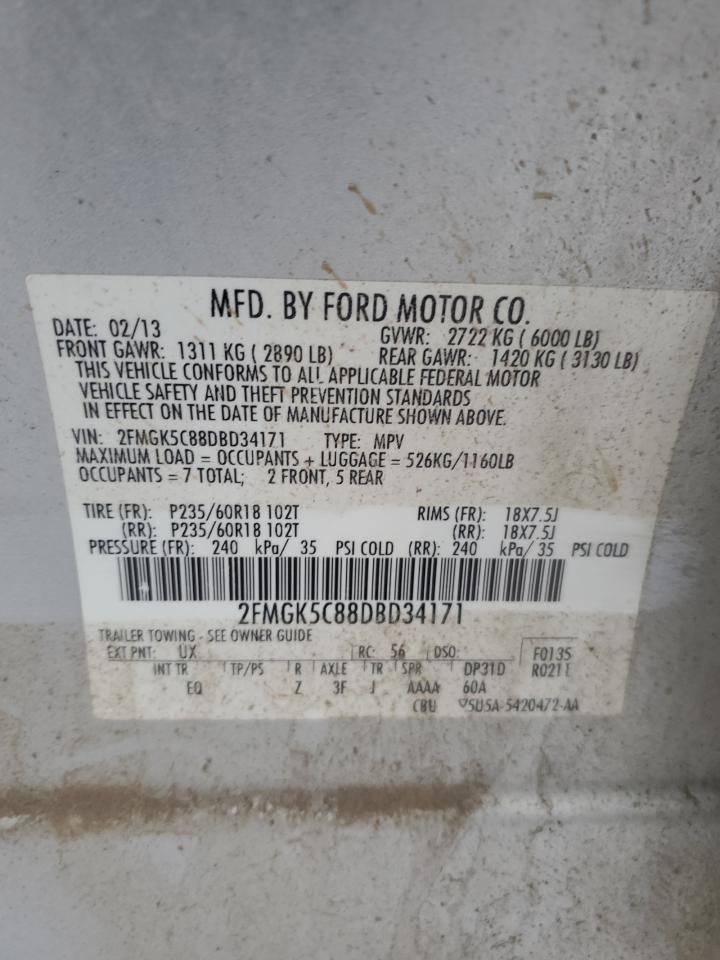 MFD. BY FORD MOTOR CO.
DATE: 02/13 GVWR: 2722 KG ( 6000 LB)
FRONT GAWR: 1311 KG ( 2890 LB) REAR GAWR: 1420 KG ( 3130 LB)
THIS VEHICLE CONFORMS TO ALL APPLICABLE FEDERAL MOTOR
VEHICLE SAFETY AND THEFT PREVENTION STANDARDS
IN EFFECT ON THE DATE OF MANUFACTURE SHOWN ABOVE.
VIN: 2FMGK5C88DBD34171 TYPE: MPV
MAXIMUM LOAD = OCCUPANTS + LUGGAGE = 526KG/1160LB
OCCUPANTS = 7 TOTAL; 2 FRONT, 5 REAR
TIRE (FR): P235/60R18 102T RIMS (FR): 18X7.5J
(RR): P235/60R18 102T (RR): 18X7.5J
PRESSURE (FR): 240 kPa/ 35 PSI COLD (RR): 240 kPa/ 35 PSI COLD
2FMGK5C88DBD34171
TRAILER TOWING - SEE OWNER GUIDE
EXT PNT: UX RC: 56 DSO: F0135
INT TR TP/PS R AXLE TR SPR DP31D
EQ Z 3F J AAAA 60A
CBU 5U5A-5420472-AA